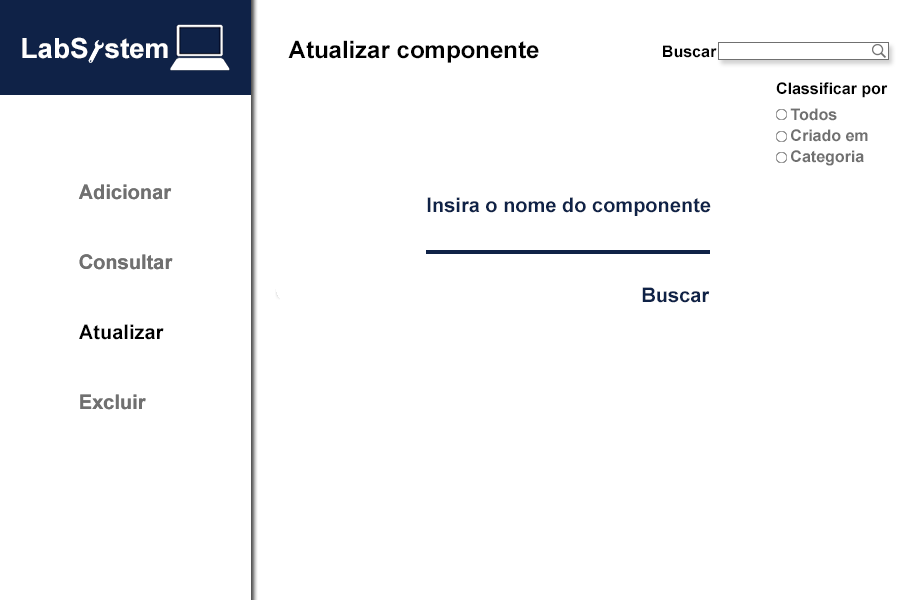 LabSystem
Adicionar
Consultar
Atualizar
Excluir
Atualizar componente
Buscar
Classificar por
Todos
Criado em
Categoria
Insira o nome do componente
Buscar